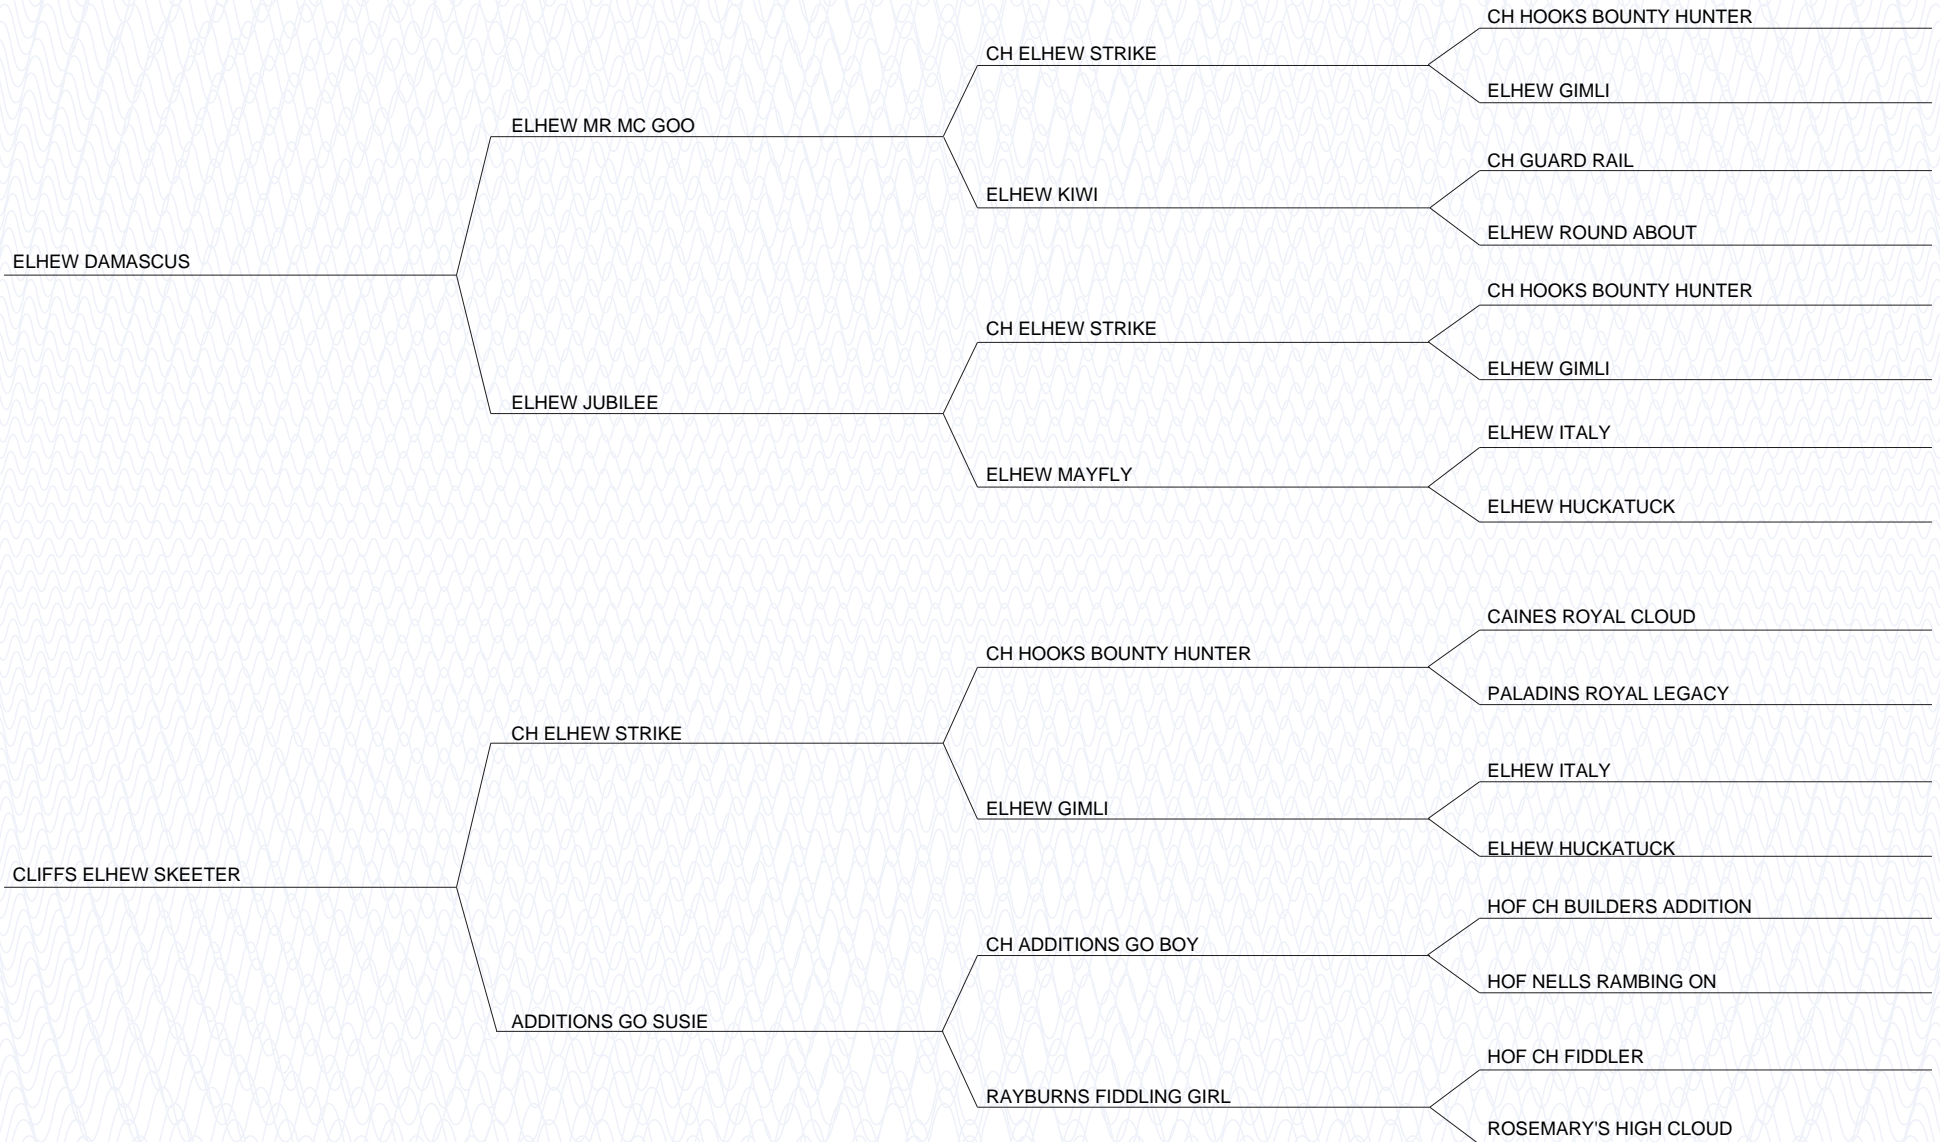 CH HOOKS BOUNTY HUNTER
CH ELHEW STRIKE
ELHEW GIMLI
ELHEW MR MC GOO
CH GUARD RAIL
ELHEW KIWI
ELHEW ROUND ABOUT
ELHEW DAMASCUS
CH HOOKS BOUNTY HUNTER
CH ELHEW STRIKE
ELHEW GIMLI
ELHEW JUBILEE
ELHEW ITALY
ELHEW MAYFLY
ELHEW HUCKATUCK
CAINES ROYAL CLOUD
CH HOOKS BOUNTY HUNTER
PALADINS ROYAL LEGACY
CH ELHEW STRIKE
ELHEW ITALY
ELHEW GIMLI
ELHEW HUCKATUCK
CLIFFS ELHEW SKEETER
HOF CH BUILDERS ADDITION
CH ADDITIONS GO BOY
HOF NELLS RAMBING ON
ADDITIONS GO SUSIE
HOF CH FIDDLER
RAYBURNS FIDDLING GIRL
ROSEMARY'S HIGH CLOUD